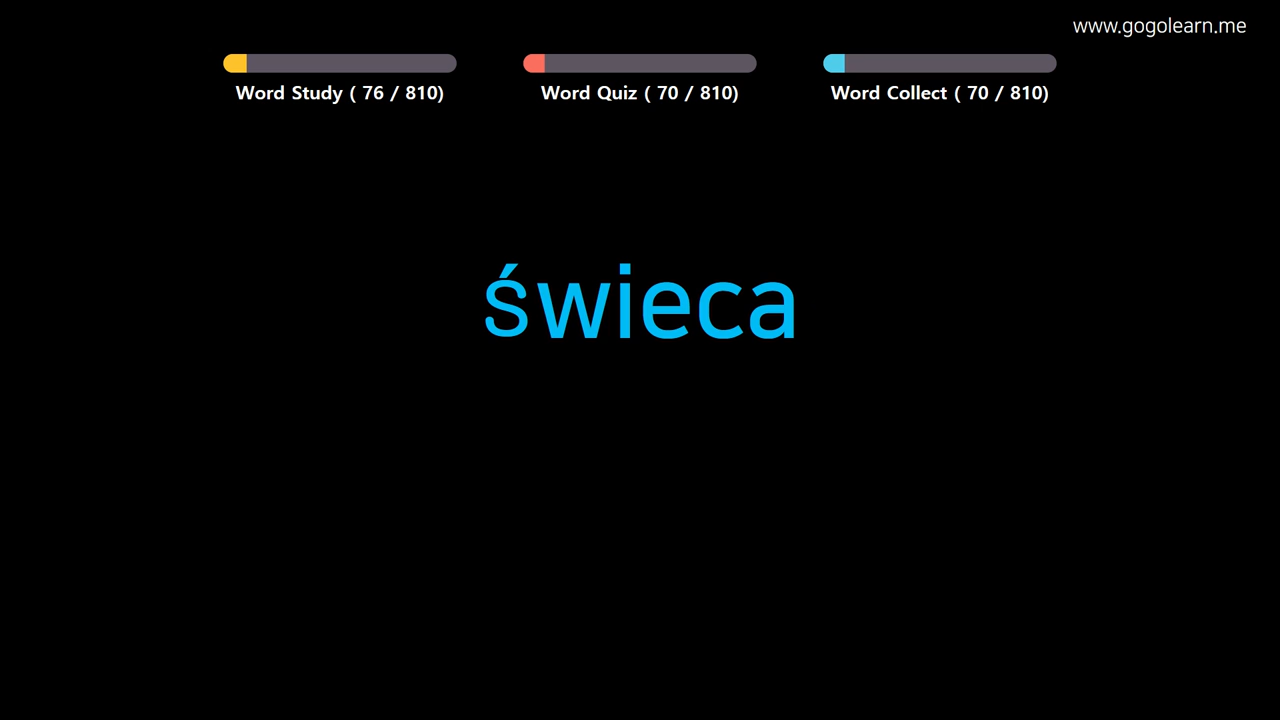 www.gogolearn.me
Word Study ( 76 / 810)
Word Quiz ( 70 / 810)
Word Collect ( 70 / 810)
świeca